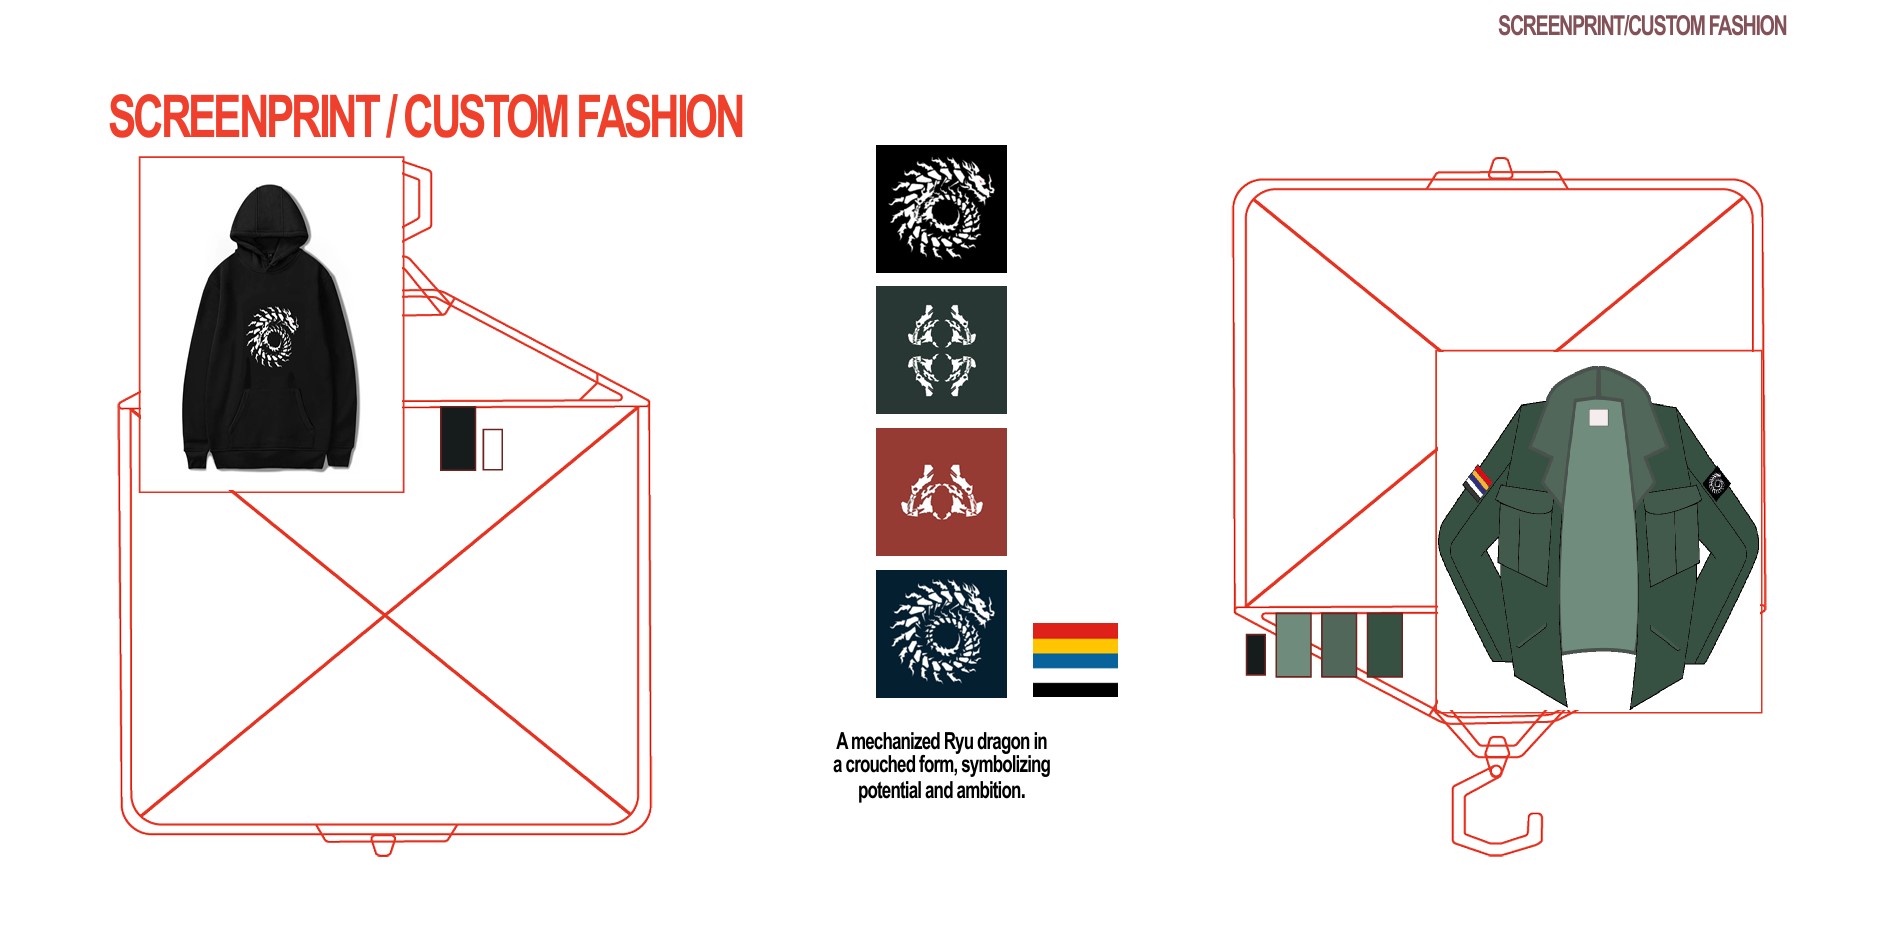 SCREENPRINT/CUSTOM FASHION
SCREENPRINT / CUSTOM FASHION
A mechanized Ryu dragon in
a crouched form, symbolizing
potential and ambition.